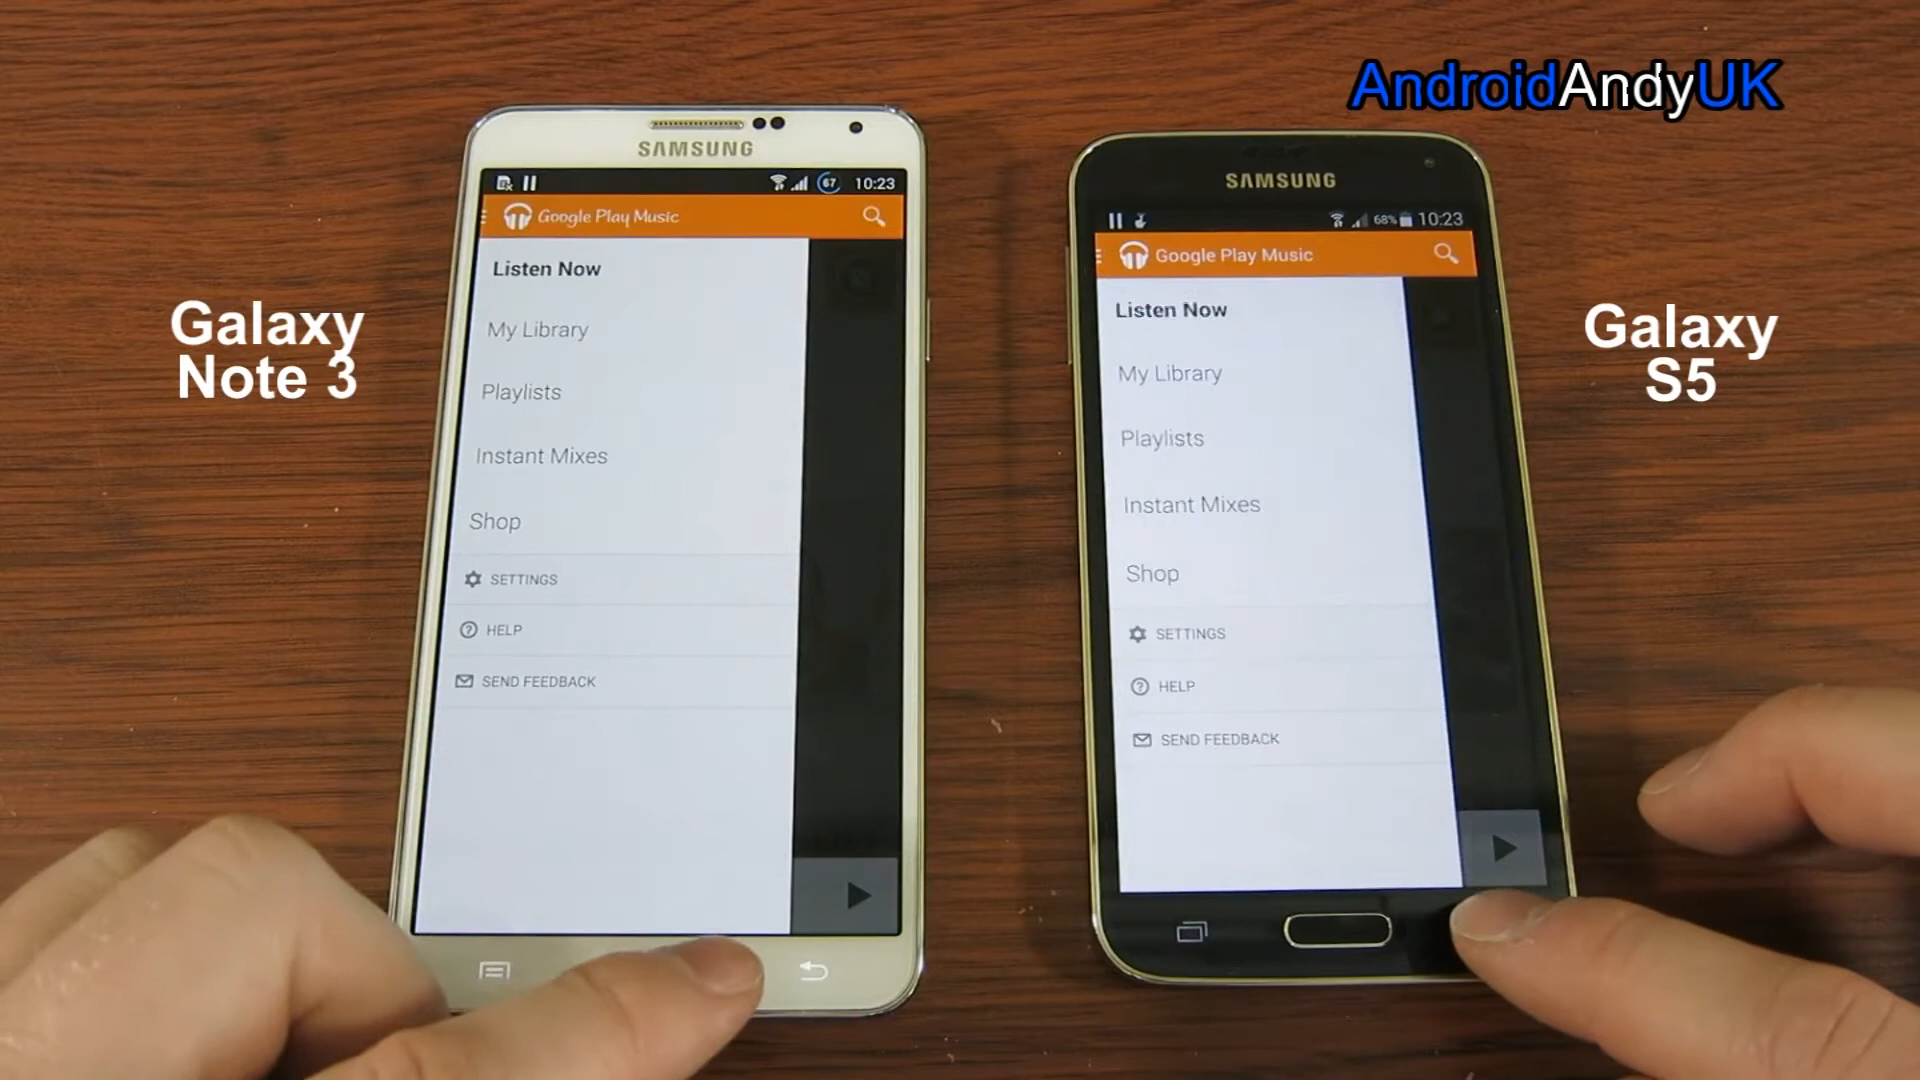 AndroidAndyUK
Galaxy
Note 3
SAMSUNG
67 10:23
Google Play Music
Listen Now
My Library
Playlists
Instant Mixes
Shop
SETTINGS
HELP
SEND FEEDBACK
SAMSUNG
68% 10:23
Google Play Music
Listen Now
My Library
Playlists
Instant Mixes
Shop
SETTINGS
HELP
SEND FEEDBACK
Galaxy
S5